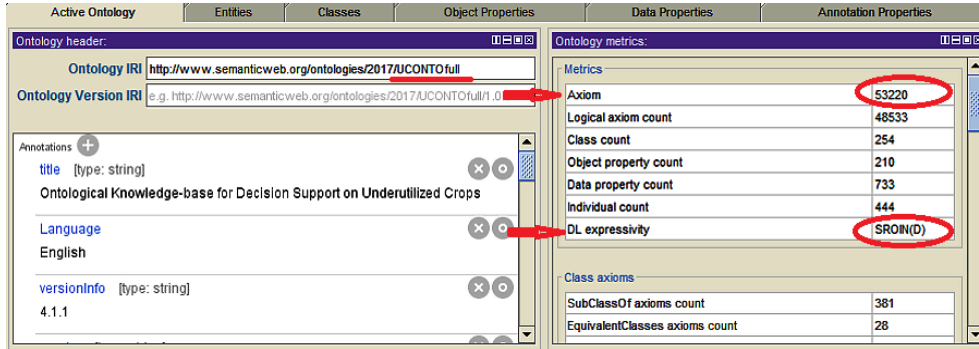 Active Ontology Entities Classes Object Properties Data Properties Annotation Properties
Ontology header:
Ontology IRI http://www.semanticweb.org/ontologies/2017/UCONTOfull
Ontology Version IRI e.g. http://www.semanticweb.org/ontologies/2017/UCONTOfull/1.0
Annotations
title [type: string]
Ontological Knowledge-base for Decision Support on Underutilized Crops
Language
English
versionInfo [type: string]
4.1.1
Ontology metrics:
Metrics
Axiom 53220
Logical axiom count 48533
Class count 254
Object property count 210
Data property count 733
Individual count 444
DL expressivity SROIN(D)
Class axioms
SubClassOf axioms count 381
EquivalentClasses axioms count 28